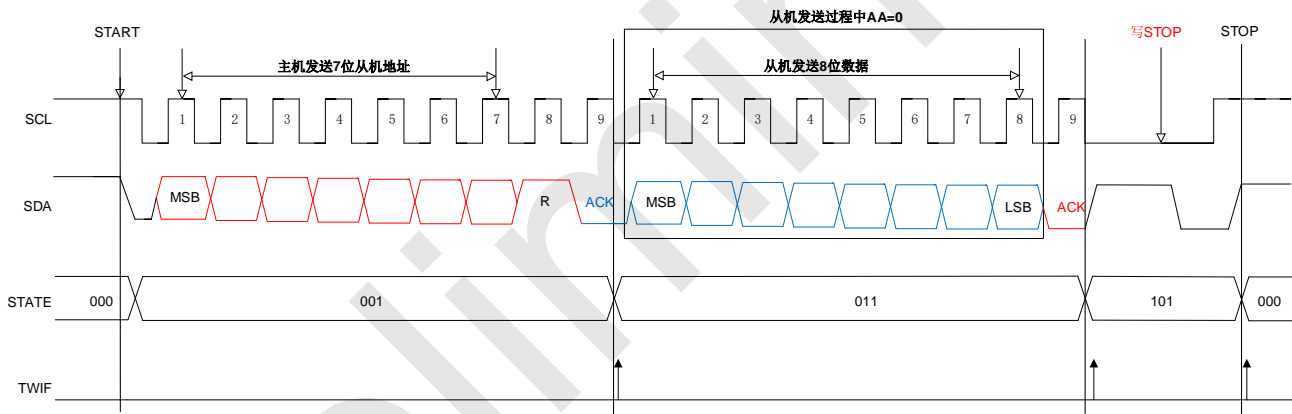 从机发送过程中AA=0
START
写STOP
STOP
主机发送7位从机地址
从机发送8位数据
SCL
1 2 3 4 5 6 7 8 9 1 2 3 4 5 6 7 8 9
SDA
MSB R ACK MSB LSB ACK
STATE 000 001 011 101 000
TWIF